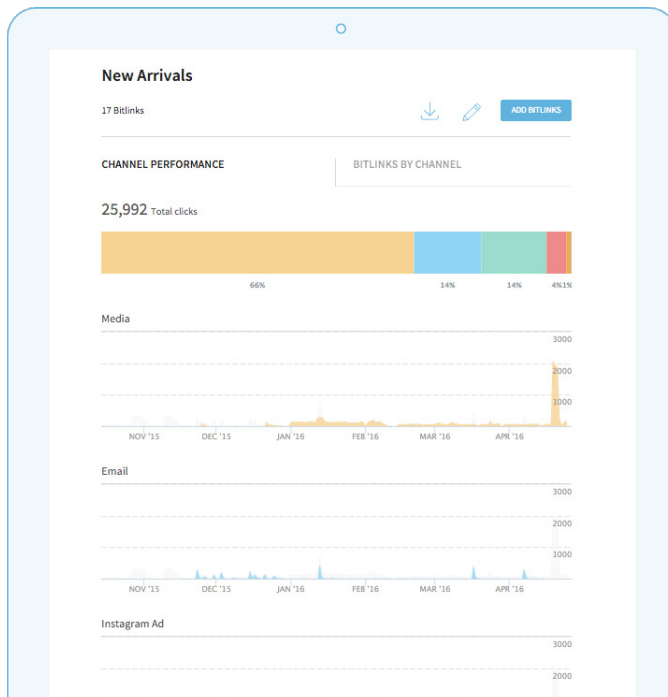 New Arrivals
17 Bitlinks
ADD BITLINKS
CHANNEL PERFORMANCE
BITLINKS BY CHANNEL
25,992 Total clicks
66% 14% 14% 4% 1%
Media
3000
2000
1000
NOV '15 DEC '15 JAN '16 FEB '16 MAR '16 APR '16
Email
3000
2000
1000
NOV '15 DEC '15 JAN '16 FEB '16 MAR '16 APR '16
Instagram Ad
3000
2000